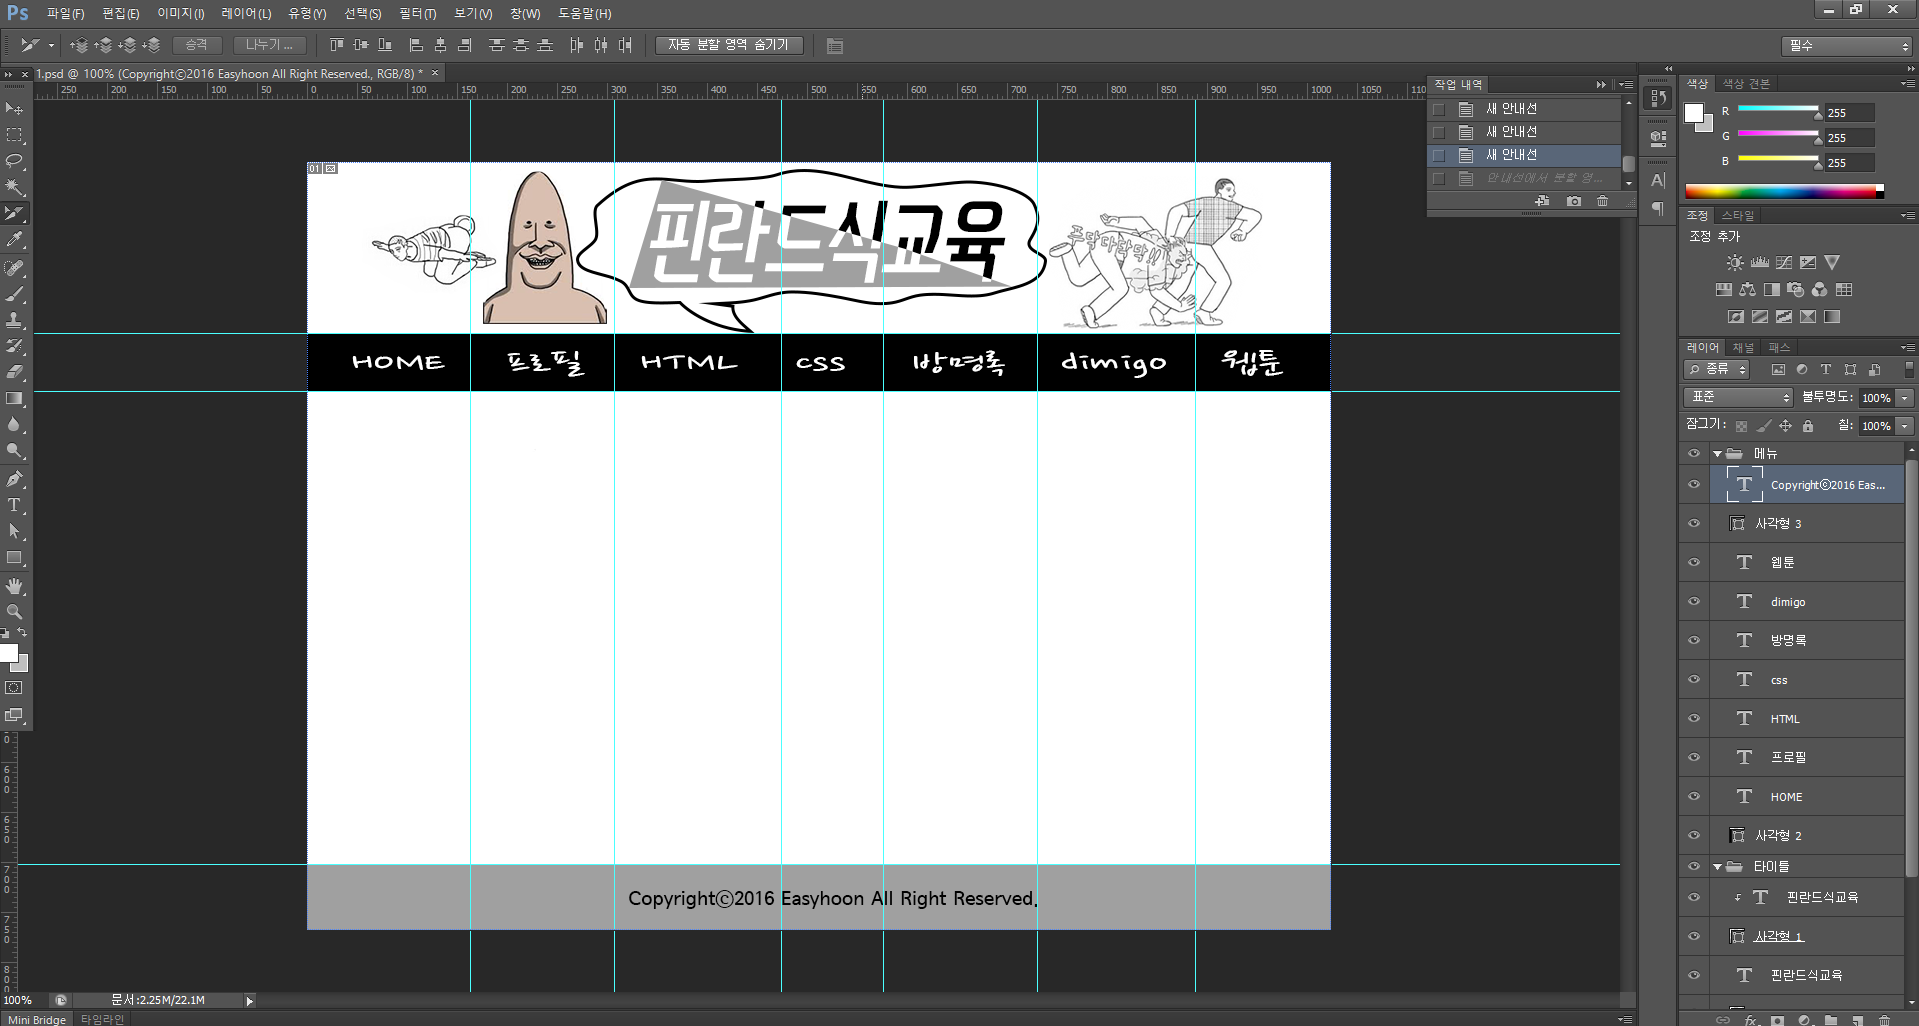 Ps 파일(F) 편집(E) 이미지(I) 레이어(L) 유형(Y) 선택(S) 필터(T) 보기(V) 창(W) 도움말(H)
승격 나누기 ... 자동 분할 영역 숨기기 필수
1.psd @ 100% (Copyrightⓒ2016 Easyhoon All Right Reserved., RGB/8) * ×
250 200 150 100 50 0 50 100 150 200 250 300 350 400 450 500 550 600 650 700 750 800 850 900 950 1000 1050 110
작업 내역
새 안내선
새 안내선
새 안내선
안내선에서 분할 영...
색상 색상 견본
R 255
G 255
B 255
조정 스타일
조정 추가
01
핀란드식교육
푸닥다닥닥!!
HOME 프로필 HTML css 방명록 dimigo 웹툰
레이어 채널 패스
종류
표준 불투명도: 100%
잠그기: 칠: 100%
메뉴
Copyrightⓒ2016 Eas...
사각형 3
웹툰
dimigo
방명록
css
HTML
프로필
HOME
사각형 2
타이틀
핀란드식교육
사각형 1
핀란드식교육
600
650
700
750
800
Copyrightⓒ2016 Easyhoon All Right Reserved.
100% 문서:2.25M/22.1M
Mini Bridge 타임라인